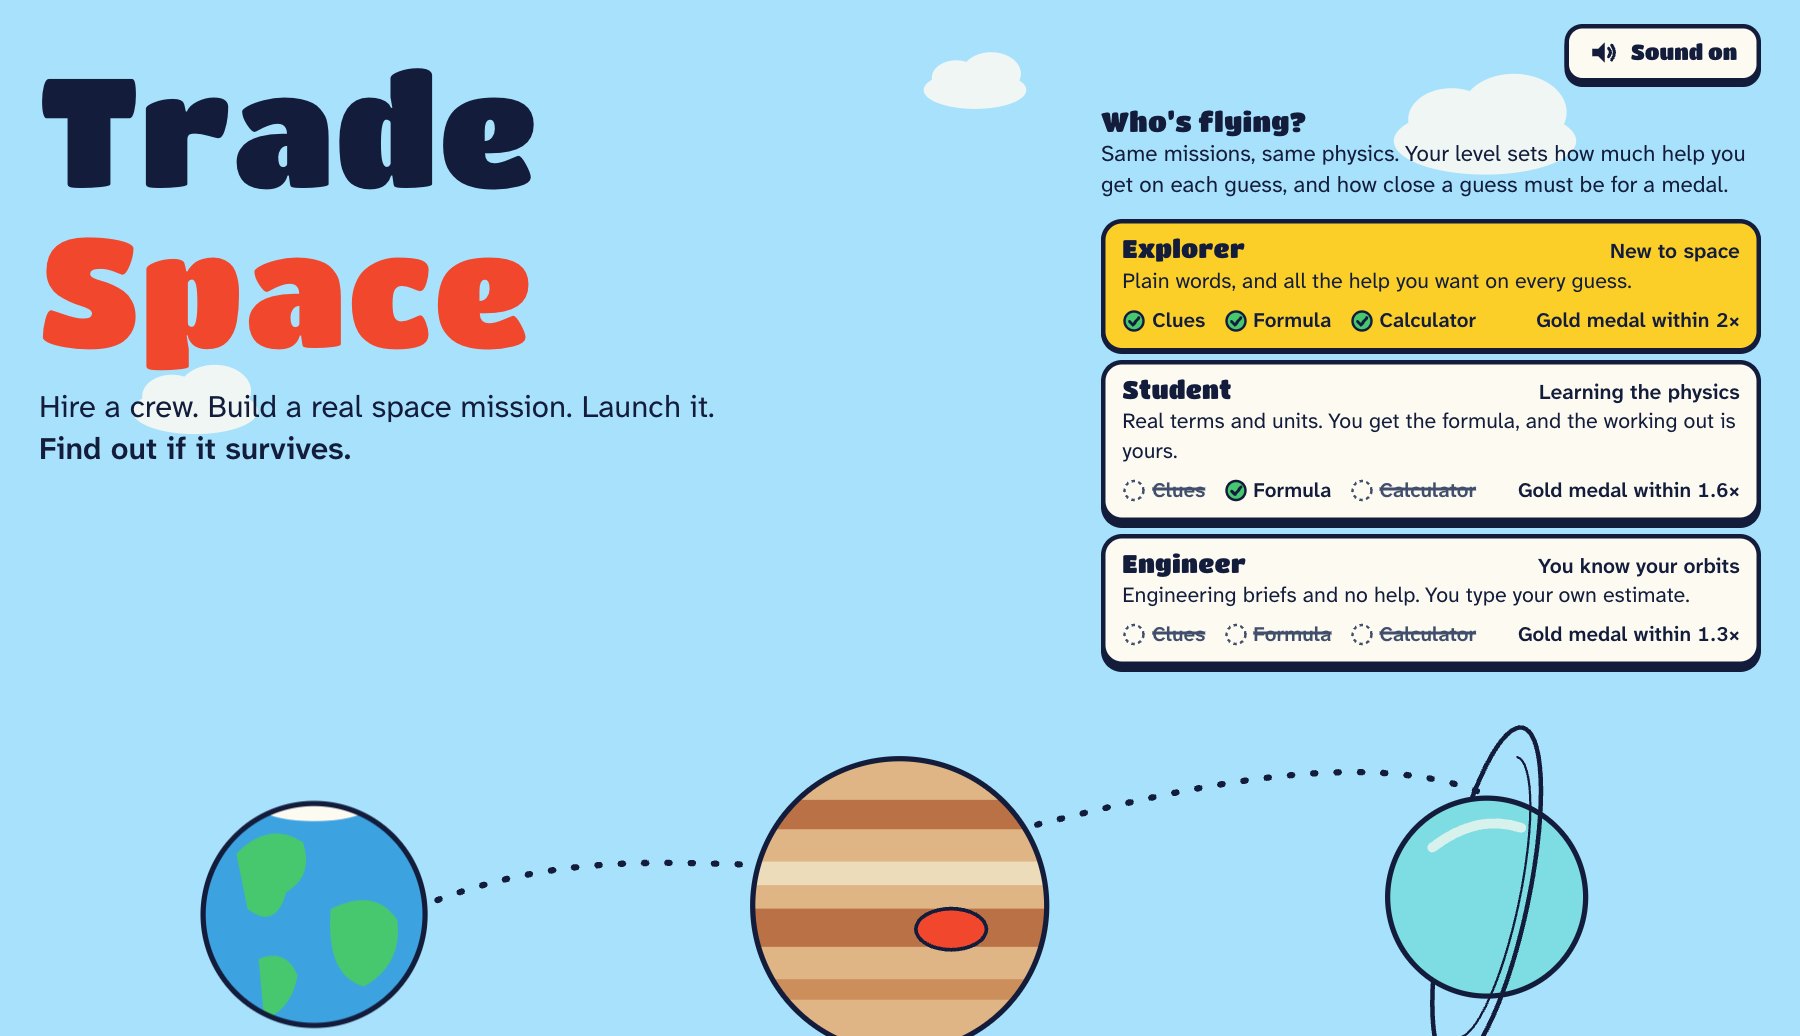 Trade
Space
Hire a crew. Build a real space mission. Launch it.
Find out if it survives.
Sound on
Who's flying?
Same missions, same physics. Your level sets how much help you
get on each guess, and how close a guess must be for a medal.
Explorer New to space
Plain words, and all the help you want on every guess.
Clues Formula Calculator Gold medal within 2×
Student Learning the physics
Real terms and units. You get the formula, and the working out is
yours.
Clues Formula Calculator Gold medal within 1.6×
Engineer You know your orbits
Engineering briefs and no help. You type your own estimate.
Clues Formula Calculator Gold medal within 1.3×